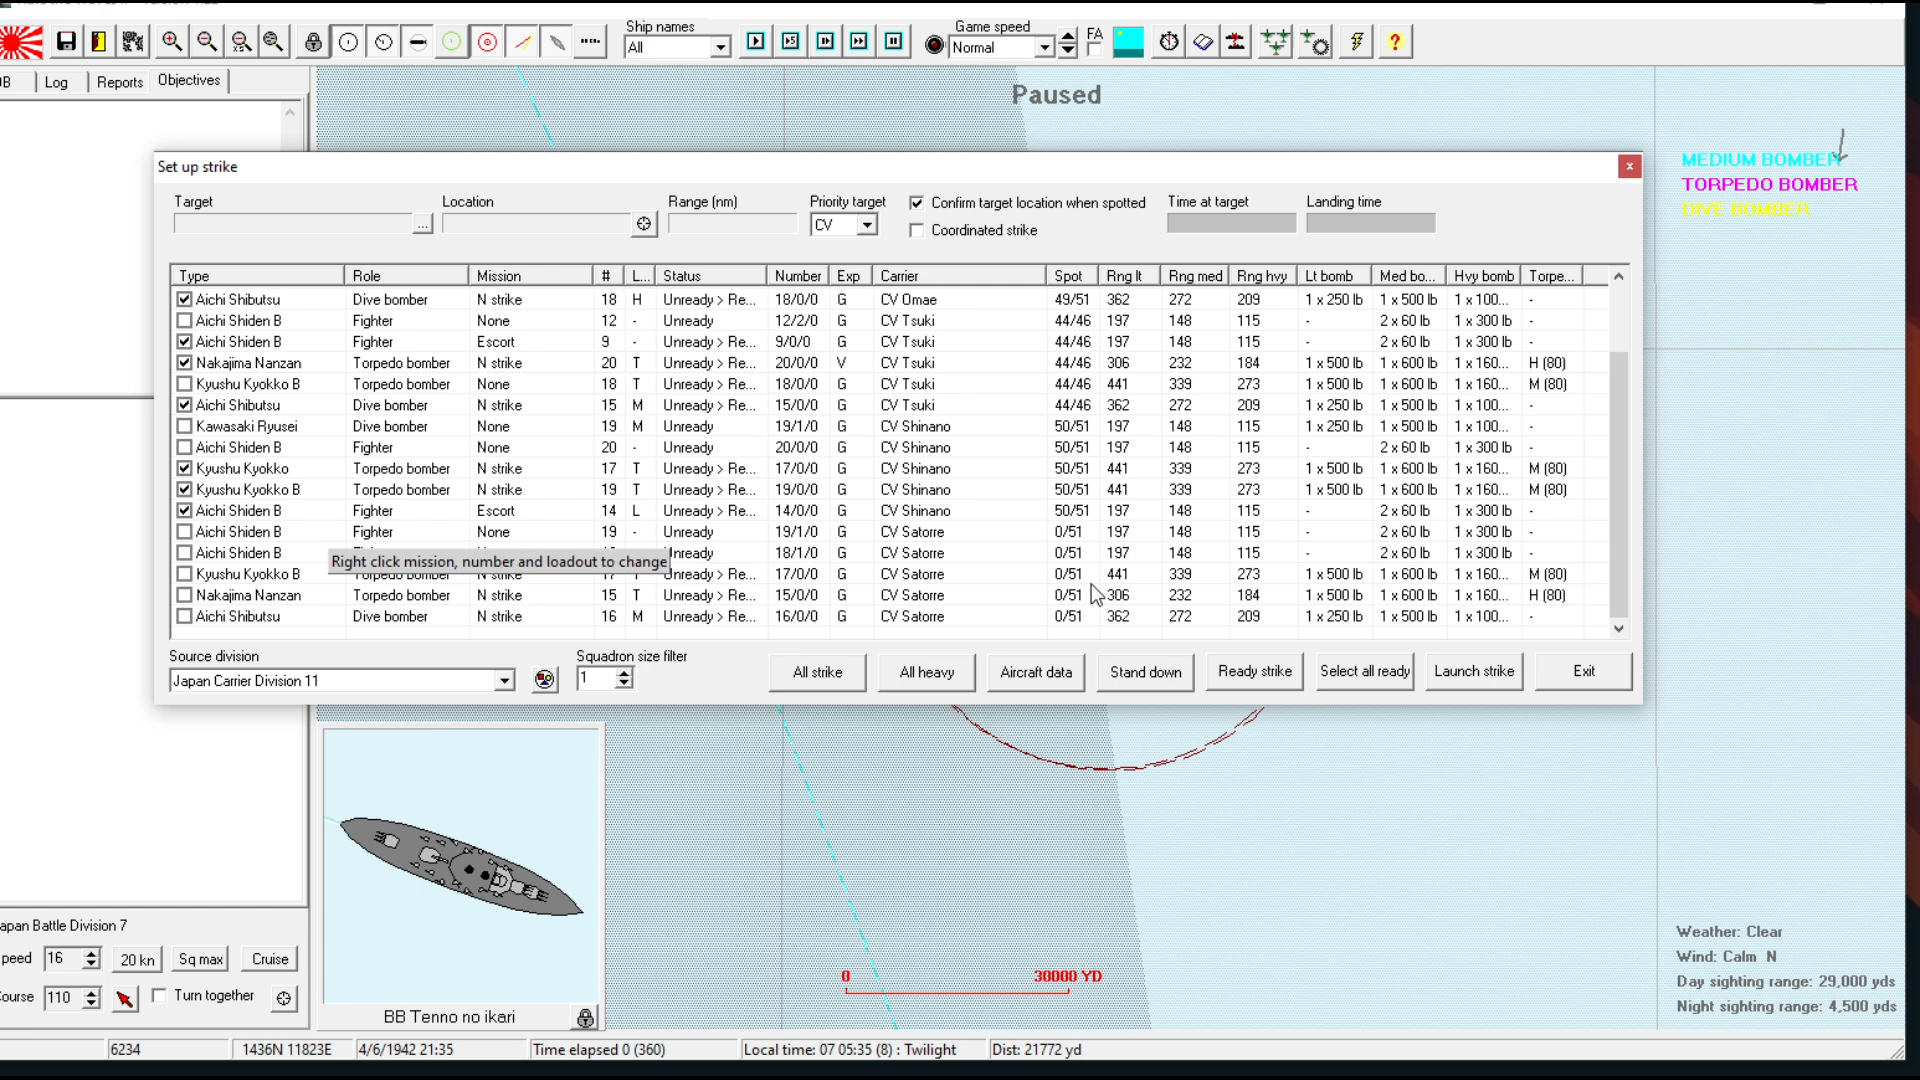 Ship names
All
Game speed
Normal
FA
Log
Reports
Objectives
Paused
MEDIUM BOMBER
TORPEDO BOMBER
DIVE BOMBER
Set up strike
Target
Location
Range (nm)
Priority target
CV
Confirm target location when spotted
Coordinated strike
Time at target
Landing time
Type Role Mission # L... Status Number Exp Carrier Spot Rng lt Rng med Rng hvy Lt bomb Med bo... Hvy bomb Torpe...
Aichi Shibutsu Dive bomber N strike 18 H Unready > Re... 18/0/0 G CV Omae 49/51 362 272 209 1 x 250 lb 1 x 500 lb 1 x 100... -
Aichi Shiden B Fighter None 12 - Unready 12/2/0 G CV Tsuki 44/46 197 148 115 - 2 x 60 lb 1 x 300 lb -
Aichi Shiden B Fighter Escort 9 - Unready > Re... 9/0/0 G CV Tsuki 44/46 197 148 115 - 2 x 60 lb 1 x 300 lb -
Nakajima Nanzan Torpedo bomber N strike 20 T Unready > Re... 20/0/0 V CV Tsuki 44/46 306 232 184 1 x 500 lb 1 x 600 lb 1 x 160... H (80)
Kyushu Kyokko B Torpedo bomber None 18 T Unready > Re... 18/0/0 G CV Tsuki 44/46 441 339 273 1 x 500 lb 1 x 600 lb 1 x 160... M (80)
Aichi Shibutsu Dive bomber N strike 15 M Unready > Re... 15/0/0 G CV Tsuki 44/46 362 272 209 1 x 250 lb 1 x 500 lb 1 x 100... -
Kawasaki Ryusei Dive bomber None 19 M Unready 19/1/0 G CV Shinano 50/51 197 148 115 1 x 250 lb 1 x 500 lb 1 x 100... -
Aichi Shiden B Fighter None 20 - Unready 20/0/0 G CV Shinano 50/51 197 148 115 - 2 x 60 lb 1 x 300 lb -
Kyushu Kyokko Torpedo bomber N strike 17 T Unready > Re... 17/0/0 G CV Shinano 50/51 441 339 273 1 x 500 lb 1 x 600 lb 1 x 160... M (80)
Kyushu Kyokko B Torpedo bomber N strike 19 T Unready > Re... 19/0/0 G CV Shinano 50/51 441 339 273 1 x 500 lb 1 x 600 lb 1 x 160... M (80)
Aichi Shiden B Fighter Escort 14 L Unready > Re... 14/0/0 G CV Shinano 50/51 197 148 115 - 2 x 60 lb 1 x 300 lb -
Aichi Shiden B Fighter None 19 - Unready 19/1/0 G CV Satorre 0/51 197 148 115 - 2 x 60 lb 1 x 300 lb -
Aichi Shiden B 18/1/0 G CV Satorre 0/51 197 148 115 - 2 x 60 lb 1 x 300 lb -
Right click mission, number and loadout to change
Kyushu Kyokko B Torpedo bomber N strike 17 T Unready > Re... 17/0/0 G CV Satorre 0/51 441 339 273 1 x 500 lb 1 x 600 lb 1 x 160... M (80)
Nakajima Nanzan Torpedo bomber N strike 15 T Unready > Re... 15/0/0 G CV Satorre 0/51 306 232 184 1 x 500 lb 1 x 600 lb 1 x 160... H (80)
Aichi Shibutsu Dive bomber N strike 16 M Unready > Re... 16/0/0 G CV Satorre 0/51 362 272 209 1 x 250 lb 1 x 500 lb 1 x 100... -
Source division
Japan Carrier Division 11
Squadron size filter
1
All strike
All heavy
Aircraft data
Stand down
Ready strike
Select all ready
Launch strike
Exit
apan Battle Division 7
peed 16 20 kn Sq max Cruise
ourse 110 Turn together
BB Tenno no ikari
0 30000 YD
Weather: Clear
Wind: Calm N
Day sighting range: 29,000 yds
Night sighting range: 4,500 yds
6234 1436N 11823E 4/6/1942 21:35 Time elapsed 0 (360) Local time: 07 05:35 (8) : Twilight Dist: 21772 yd